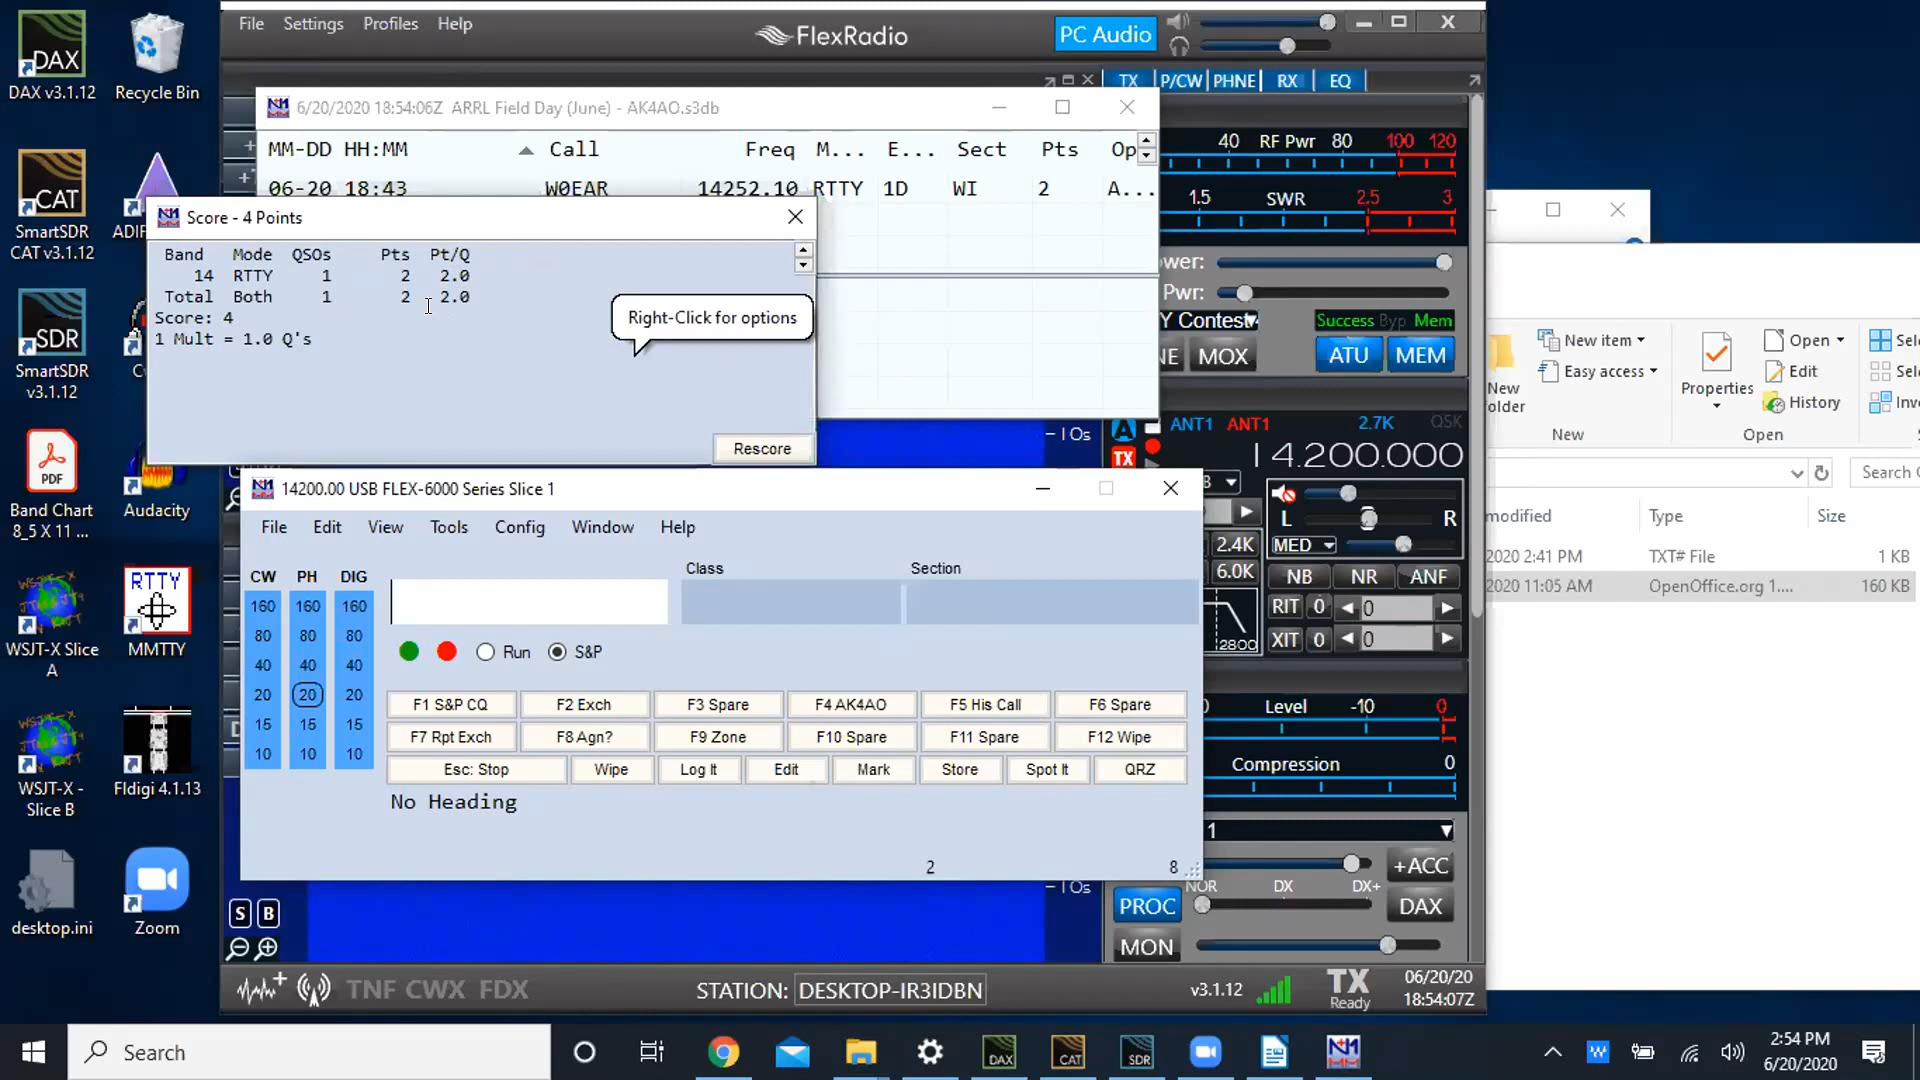 File Settings Profiles Help
FlexRadio
PC Audio
TX P/CW PHNE RX EQ
DAX v3.1.12
Recycle Bin
SmartSDR CAT v3.1.12
SmartSDR v3.1.12
Band Chart 8_5 X 11 ...
Audacity
WSJT-X Slice A
RTTY
MMTTY
WSJT-X - Slice B
Fldigi 4.1.13
desktop.ini
Zoom
6/20/2020 18:54:06Z ARRL Field Day (June) - AK4AO.s3db
MM-DD HH:MM Call Freq M... E... Sect Pts Op
06-20 18:43 W0EAR 14252.10 RTTY 1D WI 2 A...
Score - 4 Points
Band Mode QSOs Pts Pt/Q
14 RTTY 1 2 2.0
Total Both 1 2 2.0
Score: 4
1 Mult = 1.0 Q's
Right-Click for options
Rescore
14200.00 USB FLEX-6000 Series Slice 1
File Edit View Tools Config Window Help
Class Section
CW PH DIG
160 160 160
80 80 80
40 40 40
20 20 20
15 15 15
10 10 10
Run S&P
F1 S&P CQ F2 Exch F3 Spare F4 AK4AO F5 His Call F6 Spare
F7 Rpt Exch F8 Agn? F9 Zone F10 Spare F11 Spare F12 Wipe
Esc: Stop Wipe Log It Edit Mark Store Spot It QRZ
No Heading
2 8
40 RF Pwr 80 100 120
1.5 SWR 2.5 3
wer:
Pwr:
Success Byp Mem
MOX ATU MEM
ANT1 ANT1 2.7K QSK
TX
14.200.000
L R
2.4K MED
6.0K NB NR ANF
RIT 0 0
2800 XIT 0 0
Level -10 0
Compression 0
1
+ACC
NOR DX DX+
PROC DAX
MON
S B
TNF CWX FDX
STATION: DESKTOP-IR3IDBN
v3.1.12
TX
Ready
06/20/20
18:54:07Z
New item
Easy access
New
Properties
Open
Edit
History
New Open
Search
modified Type Size
2020 2:41 PM TXT# File 1 KB
2020 11:05 AM OpenOffice.org 1.... 160 KB
Search
DAX CAT SDR
2:54 PM
6/20/2020